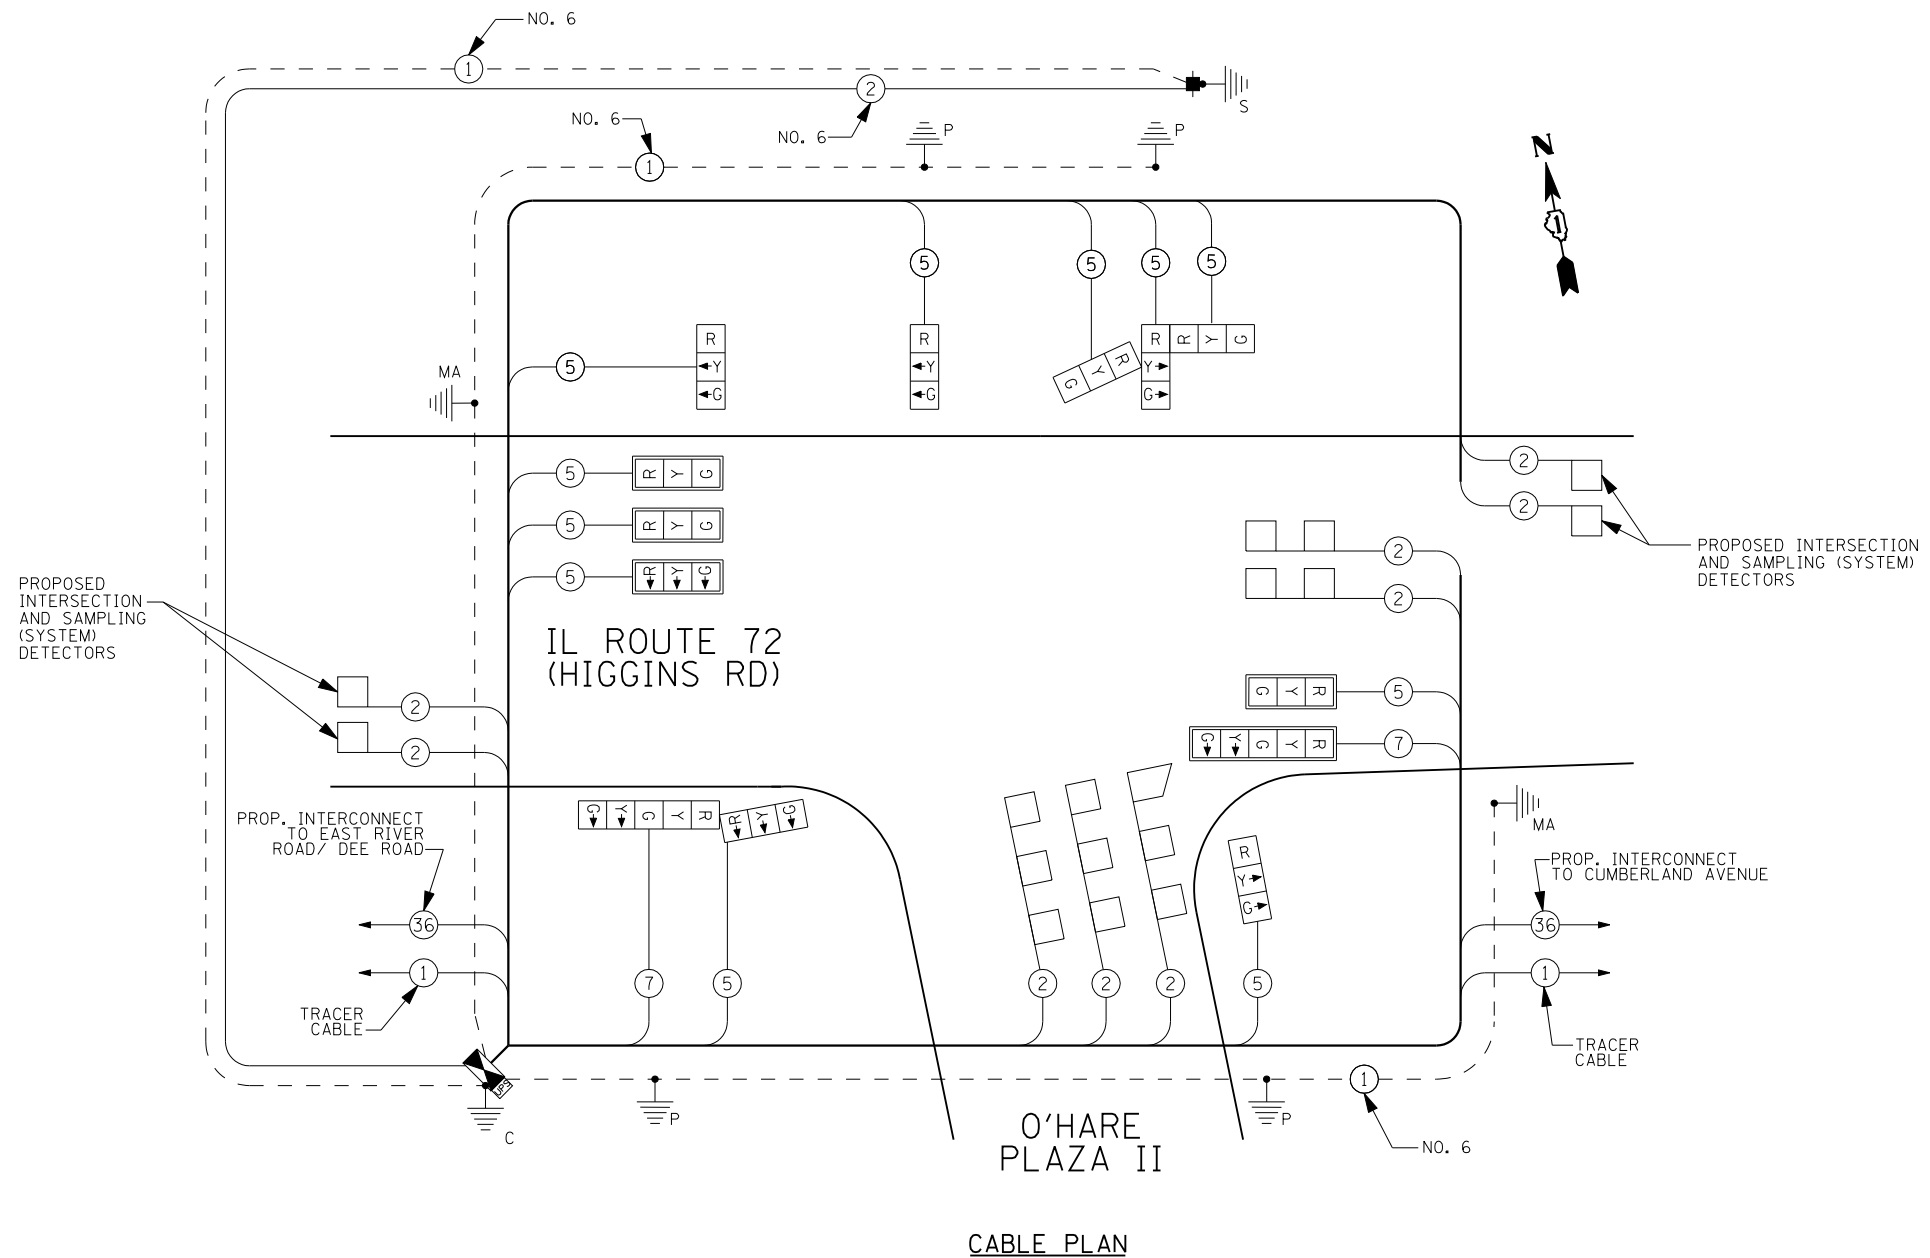 NO. 6
1
2
S
NO. 6
NO. 6
P
P
1
N
1
5
5
5
5
R
R
R
R Y G
MA
5
Y
Y
R
Y
G
Y
G
G
G
5
R Y G
2
5
R Y G
2
PROPOSED INTERSECTION
AND SAMPLING (SYSTEM)
DETECTORS
2
5
R Y G
PROPOSED
INTERSECTION
AND SAMPLING
(SYSTEM)
DETECTORS
2
IL ROUTE 72
(HIGGINS RD)
2
R Y G
5
2
G Y G Y R
7
G Y G Y R
R Y G
MA
PROP. INTERCONNECT
TO EAST RIVER
ROAD/ DEE ROAD
R
Y
G
PROP. INTERCONNECT
TO CUMBERLAND AVENUE
36
36
1
7
5
2
2
2
5
1
TRACER
CABLE
TRACER
CABLE
UPS
P
P
1
C
O'HARE
PLAZA II
NO. 6
CABLE PLAN